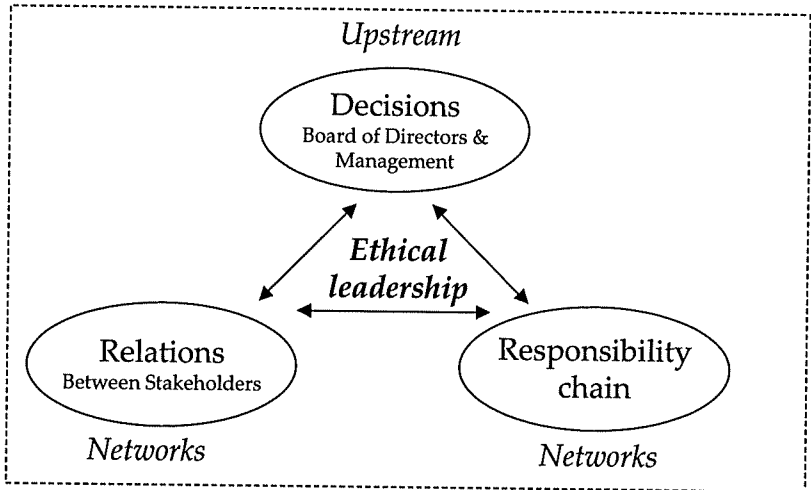 Upstream
Decisions
Board of Directors &
Management
Ethical
leadership
Relations
Between Stakeholders
Responsibility
chain
Networks
Networks